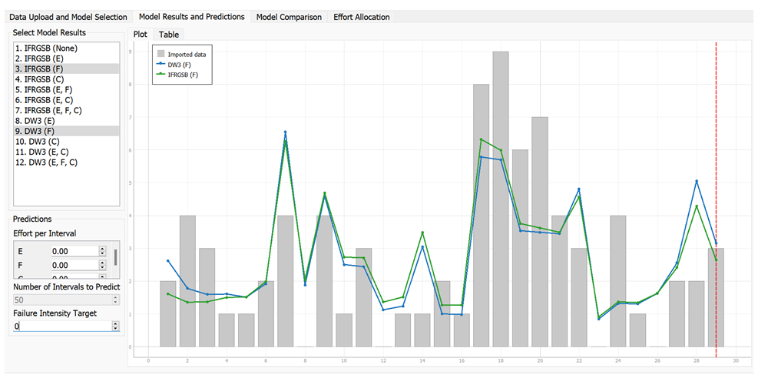 Data Upload and Model Selection Model Results and Predictions Model Comparison Effort Allocation
Select Model Results
1. IFRGSB (None)
2. IFRGSB (E)
3. IFRGSB (F)
4. IFRGSB (C)
5. IFRGSB (E, F)
6. IFRGSB (E, C)
7. IFRGSB (E, F, C)
8. DW3 (E)
9. DW3 (F)
10. DW3 (C)
11. DW3 (E, C)
12. DW3 (E, F, C)
Predictions
Effort per Interval
E 0.00
F 0.00
0.00
Number of Intervals to Predict
50
Failure Intensity Target
0
Plot Table
Imported data
DW3 (F)
IFRGSB (F)
9
8
7
6
5
4
3
2
1
0
0 2 4 6 8 10 12 14 16 18 20 22 24 26 28 30